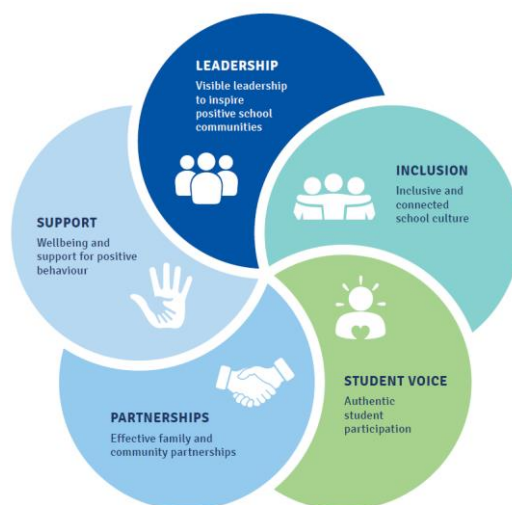 LEADERSHIP
Visible leadership
to inspire
positive school
communities
INCLUSION
Inclusive and
connected
school culture
STUDENT VOICE
Authentic
student
participation
PARTNERSHIPS
Effective family and
community partnerships
SUPPORT
Wellbeing and
support for positive
behaviour